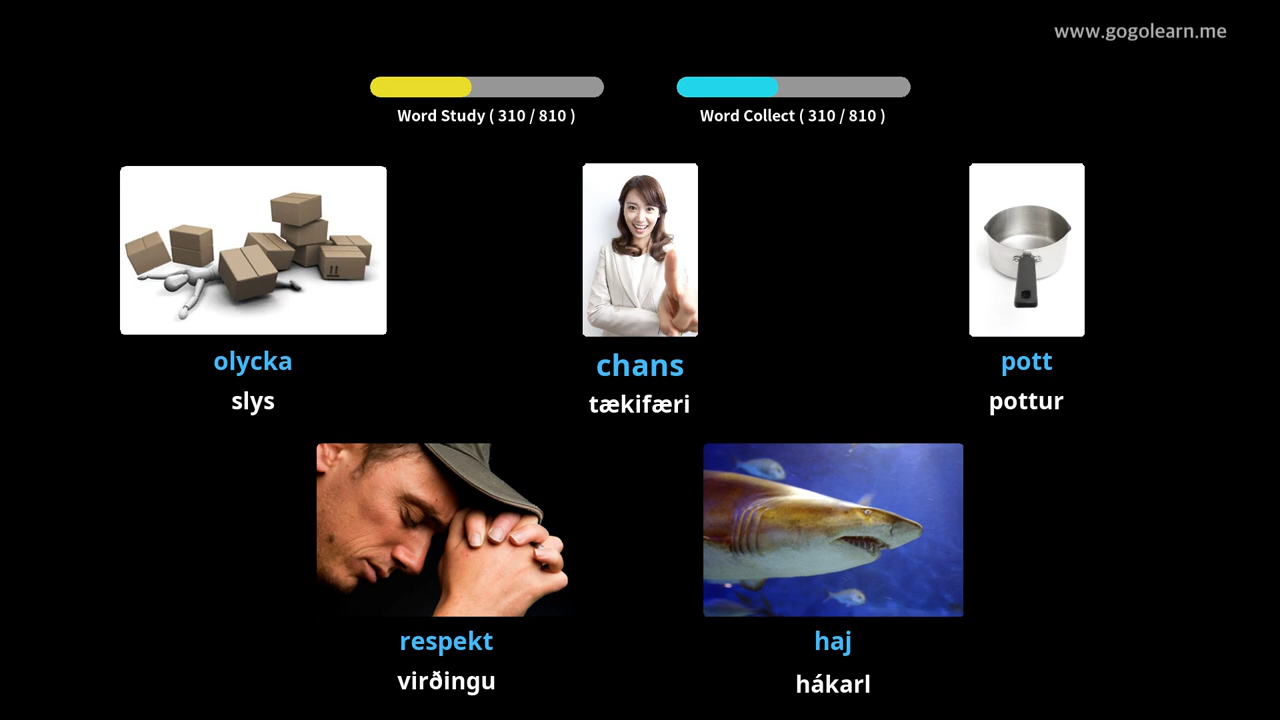 www.gogolearn.me
Word Study ( 310 / 810 )
Word Collect ( 310 / 810 )
olycka
slys
chans
tækifæri
pott
pottur
respekt
virðingu
haj
hákarl